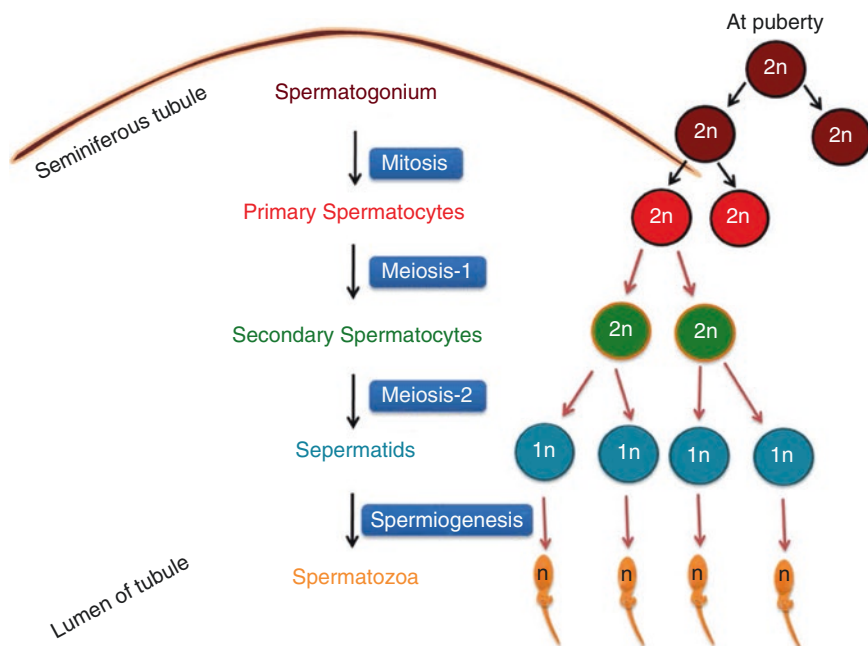 At puberty
2n
Seminiferous tubule
Spermatogonium
2n
2n
Mitosis
Primary Spermatocytes
2n
2n
Meiosis-1
Secondary Spermatocytes
2n
2n
Meiosis-2
Sepermatids
1n
1n
1n
1n
Spermiogenesis
Lumen of tubule
Spermatozoa
n
n
n
n